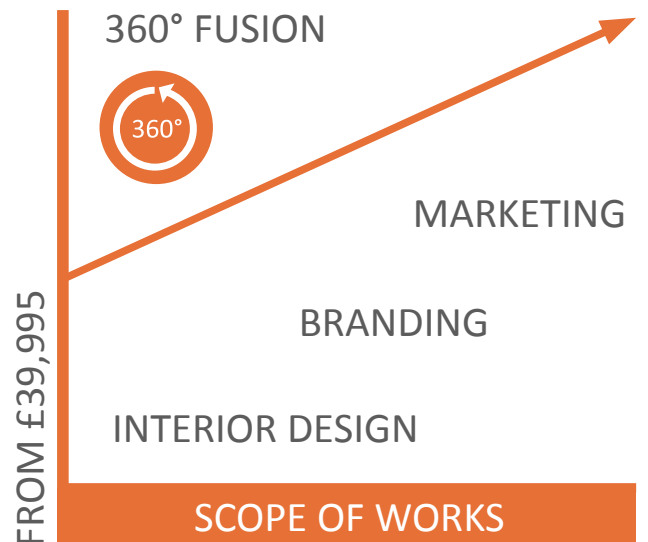 360° FUSION
360°
MARKETING
BRANDING
INTERIOR DESIGN
FROM £39,995
SCOPE OF WORKS